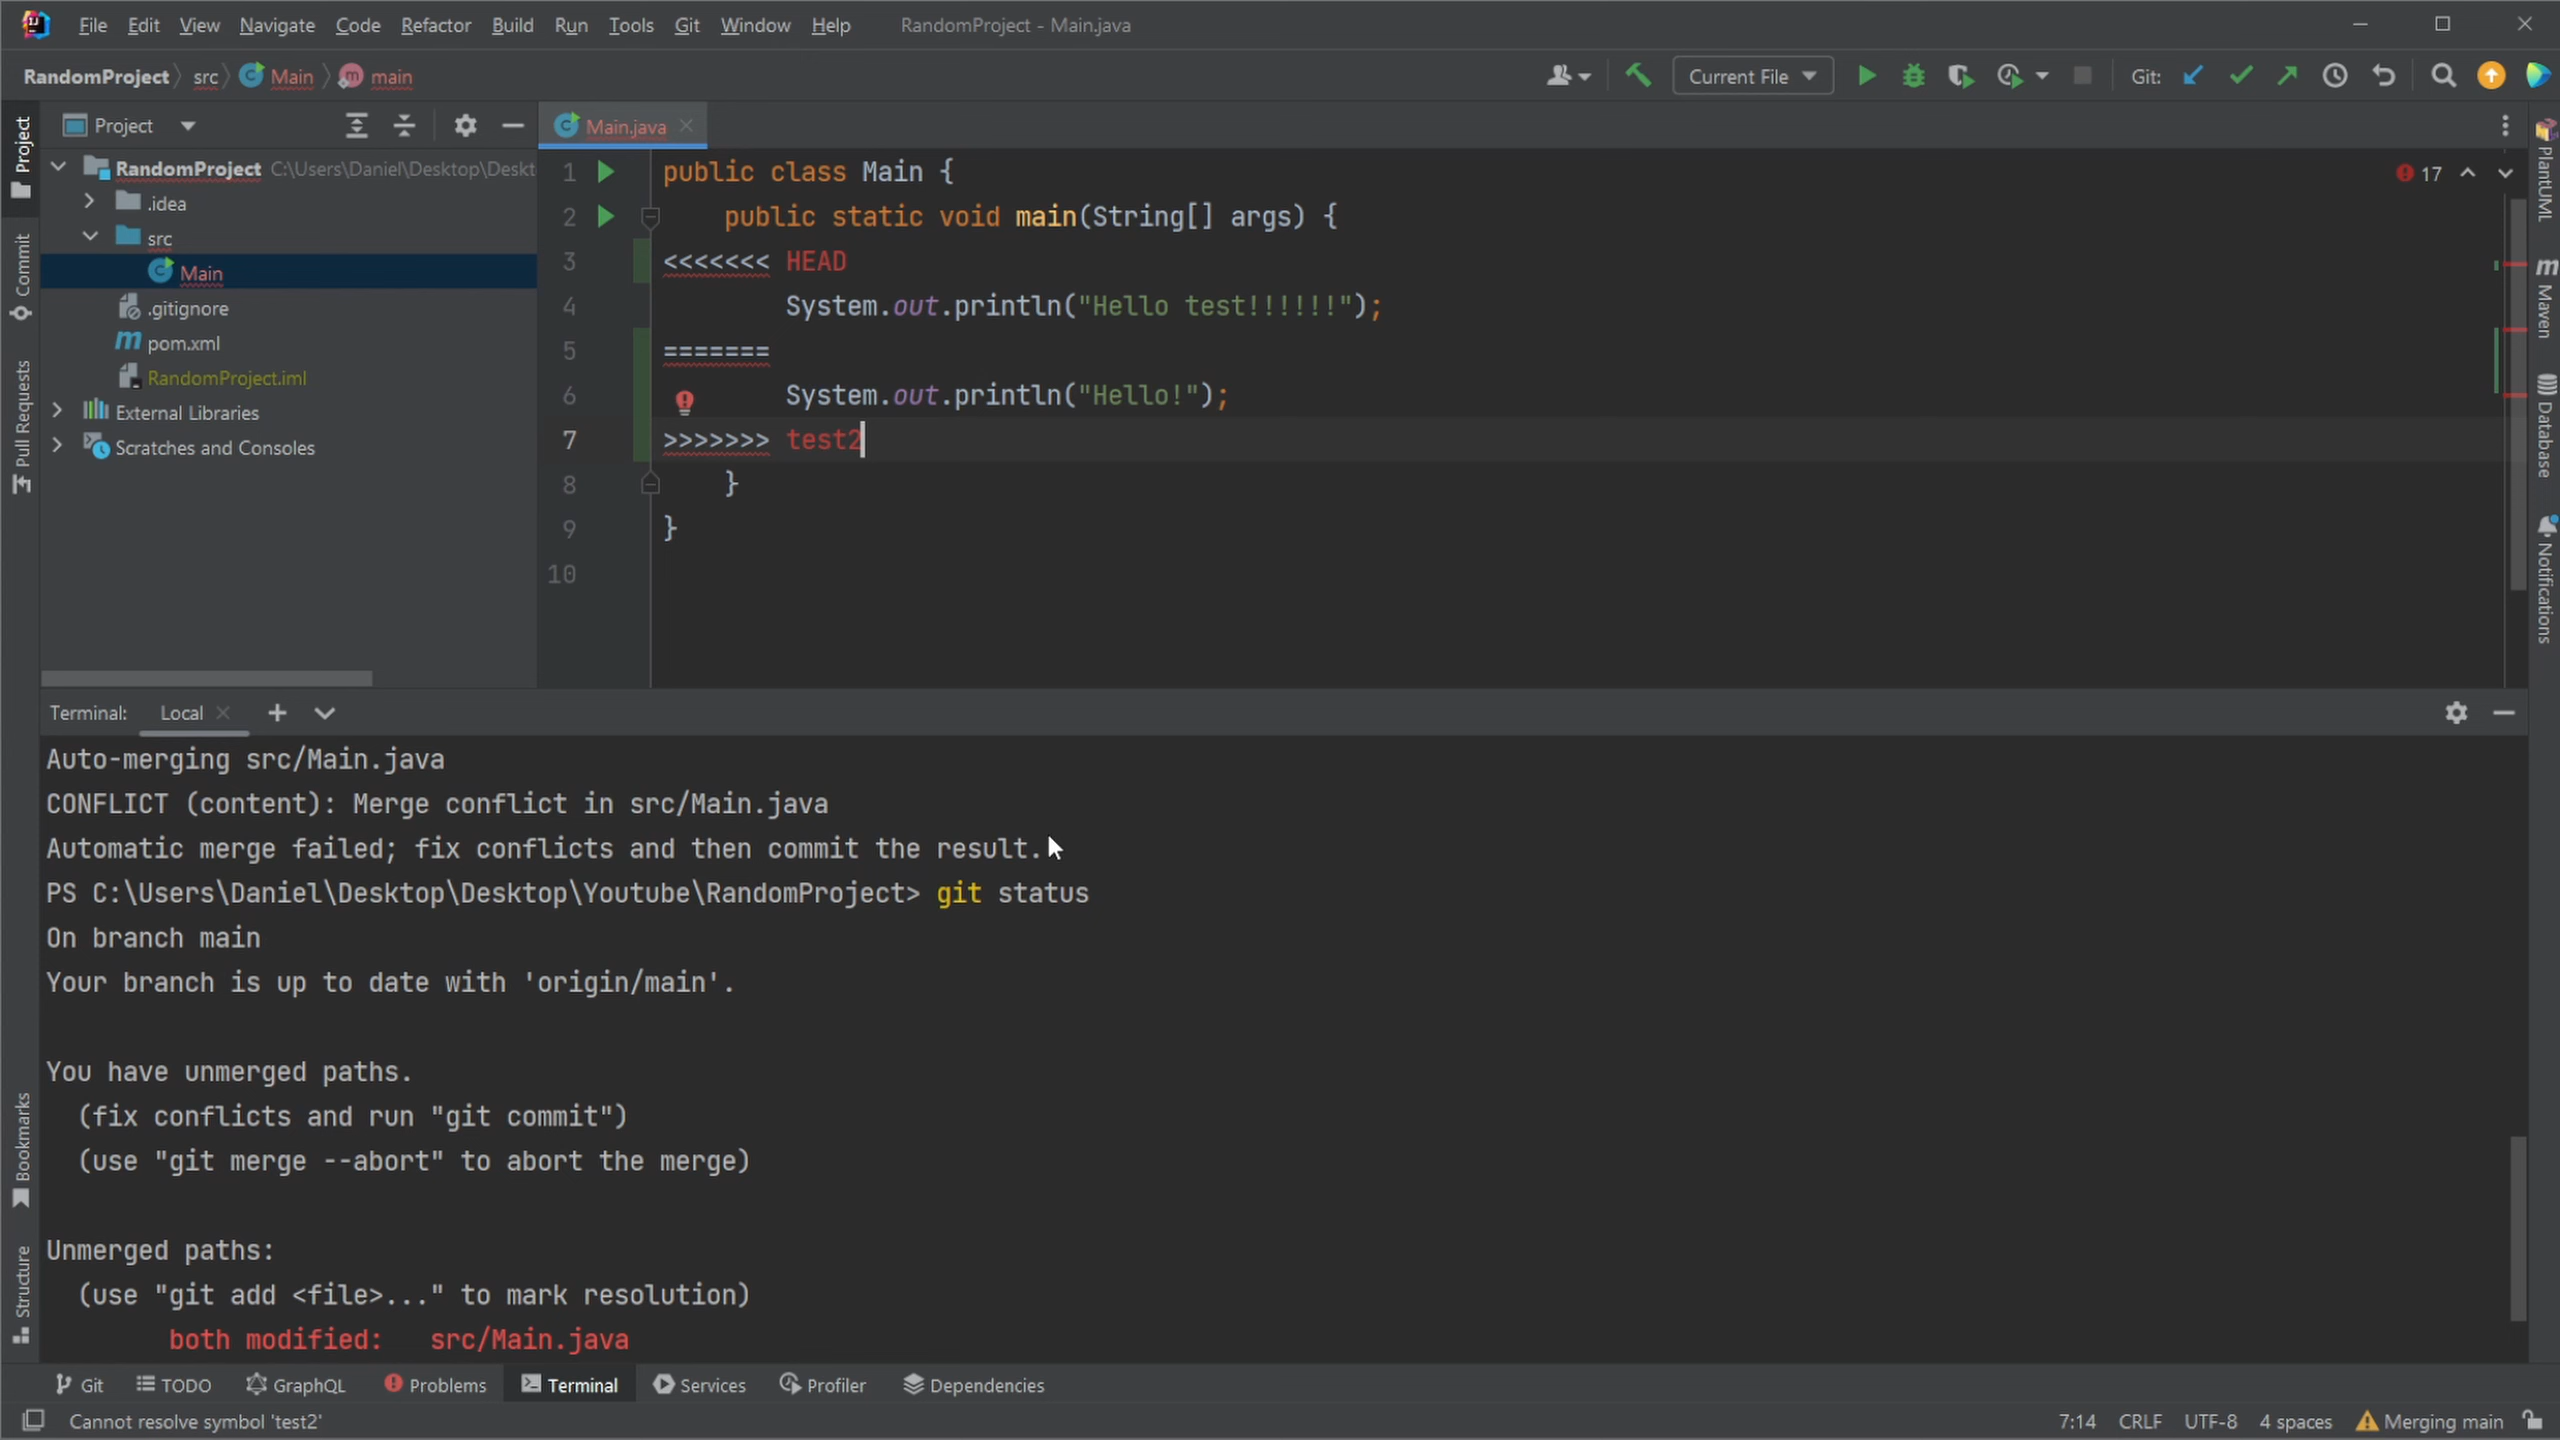 File Edit View Navigate Code Refactor Build Run Tools Git Window Help RandomProject - Main.java
RandomProject src Main main Current File Git:
Project
Main.java
RandomProject C:\Users\Daniel\Desktop\Deskt
.idea
src
Main
.gitignore
pom.xml
RandomProject.iml
External Libraries
Scratches and Consoles
Project
Commit
Pull Requests
1 public class Main {
2 public static void main(String[] args) {
3 <<<<<<< HEAD
4 System.out.println("Hello test!!!!!!");
5 =======
6 System.out.println("Hello!");
7 >>>>>>> test2
8 }
9 }
10
17
PlantUML
Maven
Database
Notifications
Terminal: Local
Auto-merging src/Main.java
CONFLICT (content): Merge conflict in src/Main.java
Automatic merge failed; fix conflicts and then commit the result.
PS C:\Users\Daniel\Desktop\Desktop\Youtube\RandomProject> git status
On branch main
Your branch is up to date with 'origin/main'.
You have unmerged paths.
(fix conflicts and run "git commit")
(use "git merge --abort" to abort the merge)
Unmerged paths:
(use "git add <file>..." to mark resolution)
both modified: src/Main.java
Bookmarks
Structure
Git TODO GraphQL Problems Terminal Services Profiler Dependencies
Cannot resolve symbol 'test2' 7:14 CRLF UTF-8 4 spaces Merging main